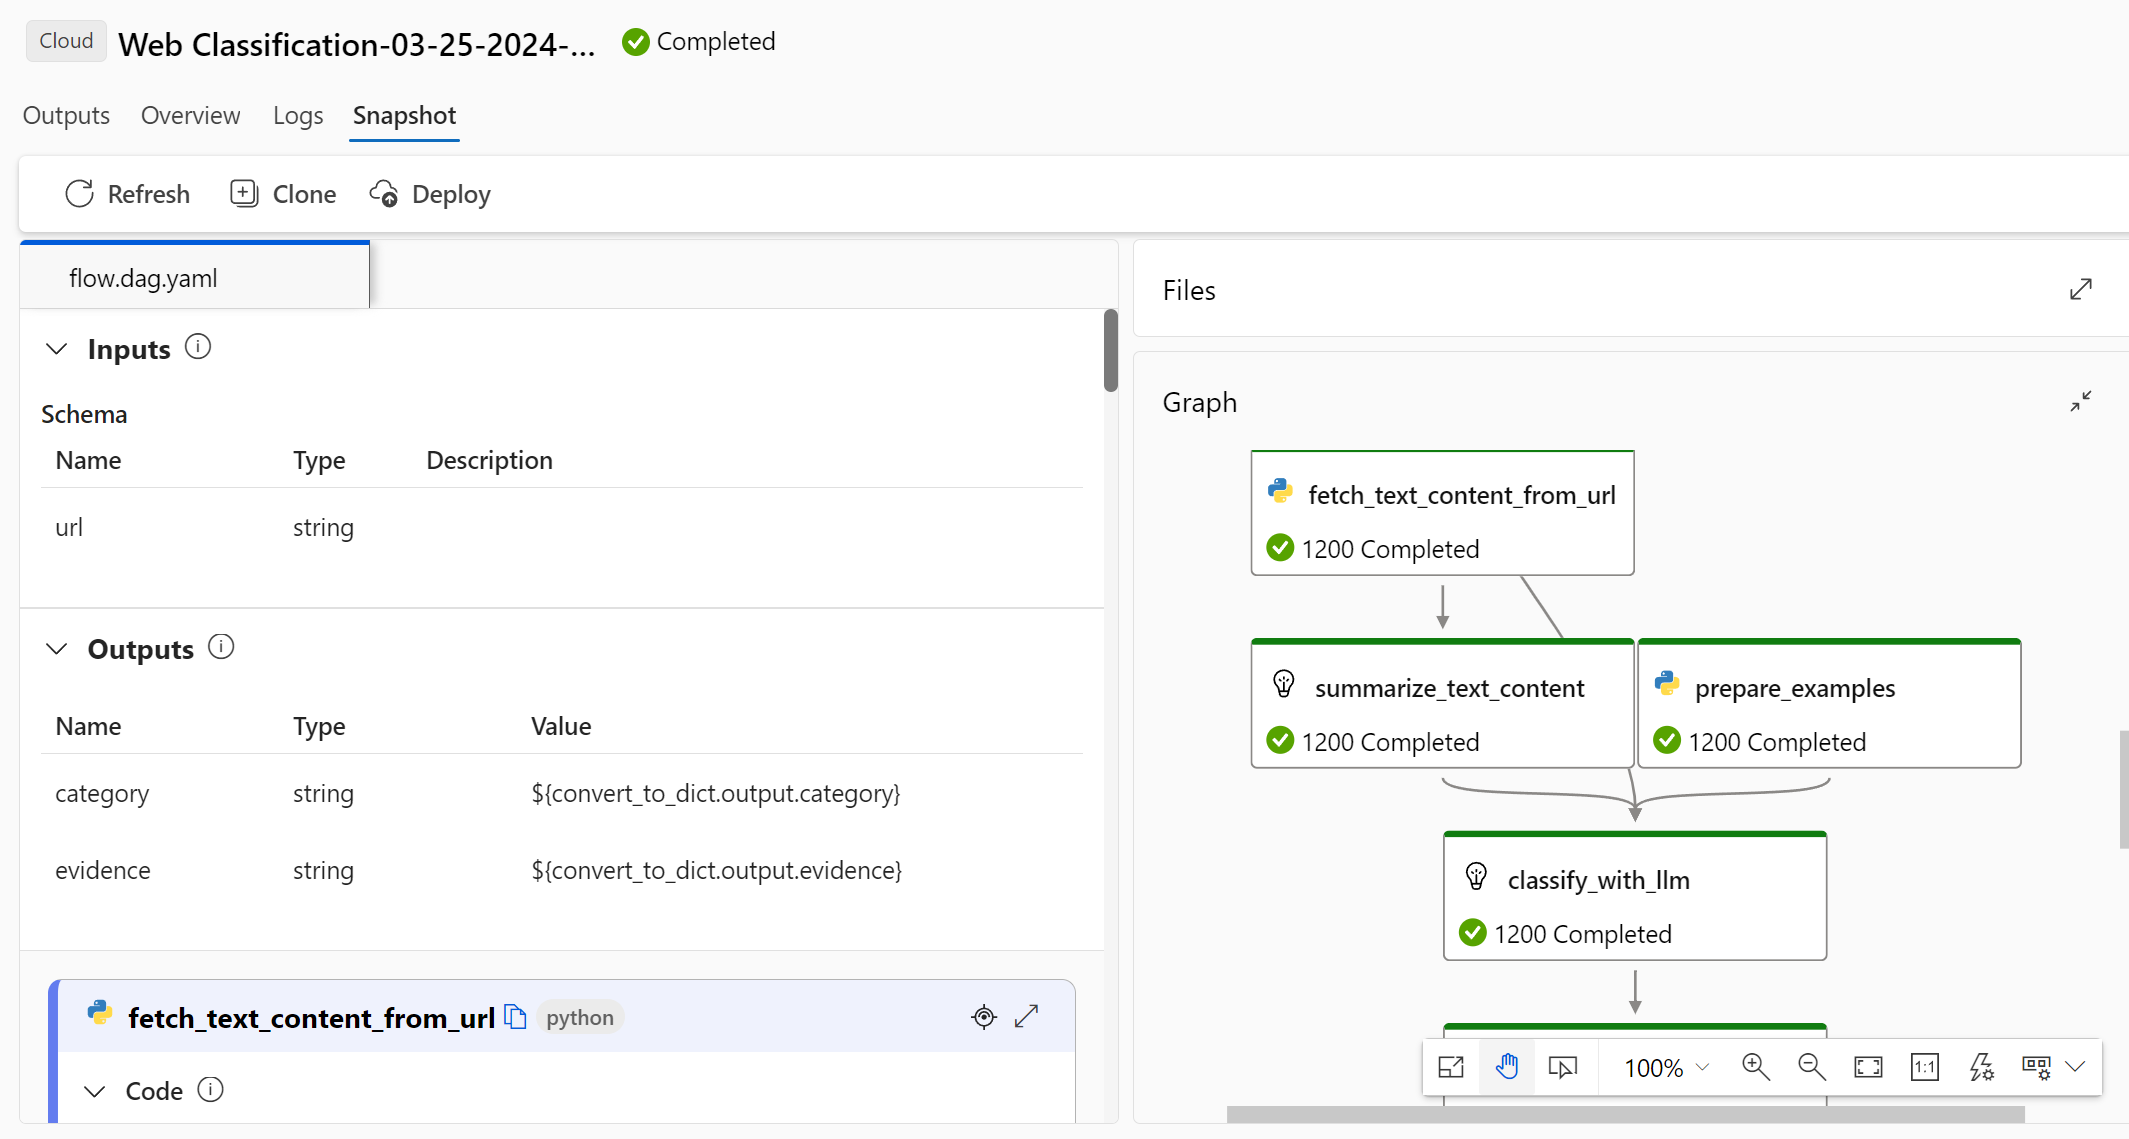 Cloud Web Classification-03-25-2024-... Completed
Outputs Overview Logs Snapshot
Refresh Clone Deploy
flow.dag.yaml
Inputs
Schema
Name Type Description
url string
Outputs
Name Type Value
category string ${convert_to_dict.output.category}
evidence string ${convert_to_dict.output.evidence}
fetch_text_content_from_url python
Code
Files
Graph
fetch_text_content_from_url
1200 Completed
summarize_text_content
1200 Completed
prepare_examples
1200 Completed
classify_with_llm
1200 Completed
100% 1:1